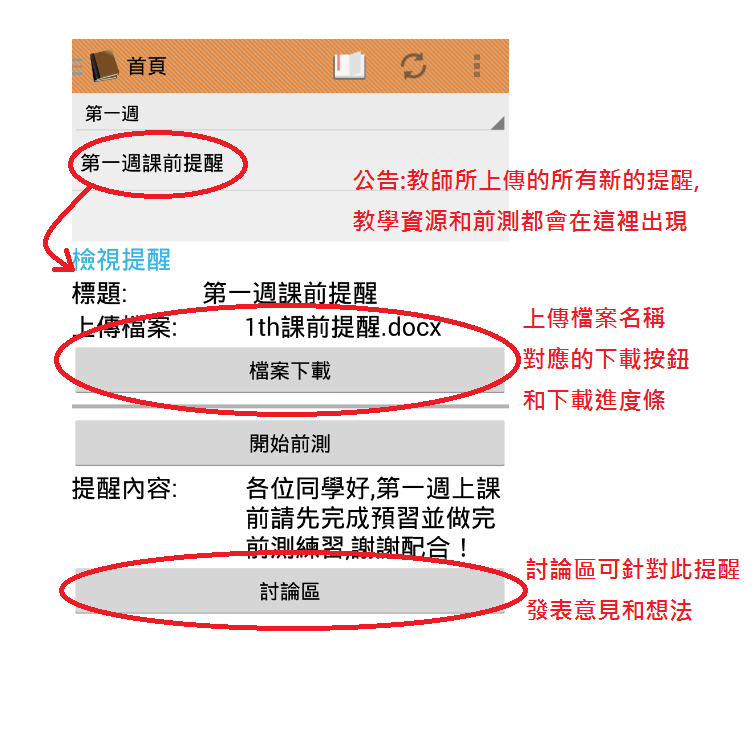 首頁
第一週
第一週課前提醒
公告:教師所上傳的所有新的提醒,
教學資源和前測都會在這裡出現
檢視提醒
標題: 第一週課前提醒
上傳檔案: 1th課前提醒.docx
檔案下載
上傳檔案名稱
對應的下載按鈕
和下載進度條
開始前測
提醒內容: 各位同學好,第一週上課
前請先完成預習並做完
前測練習,謝謝配合！
討論區
討論區可針對此提醒
發表意見和想法